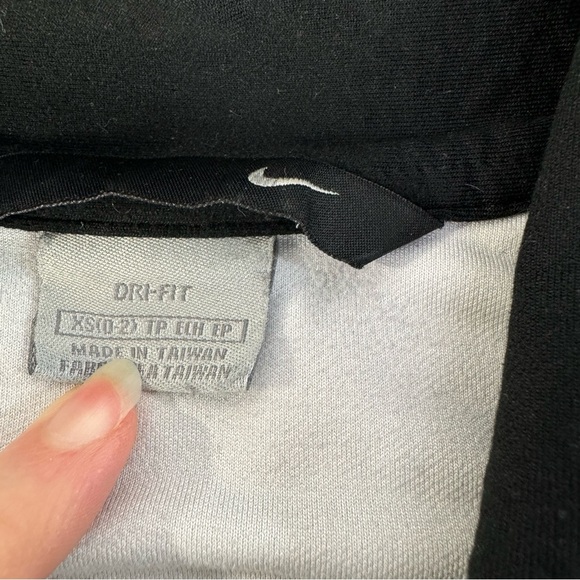 DRI-FIT
XS(0-2) TP ECH EP
MADE IN TAIWAN
A TAIWAN